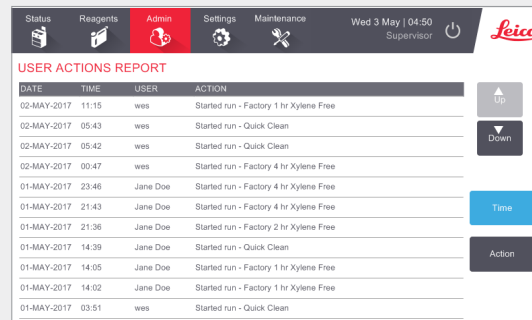 Status Reagents Admin Settings Maintenance
Wed 3 May | 04:50
Supervisor
USER ACTIONS REPORT
DATE TIME USER ACTION
02-MAY-2017 11:15 wes Started run - Factory 1 hr Xylene Free
02-MAY-2017 05:43 wes Started run - Quick Clean
02-MAY-2017 05:42 wes Started run - Quick Clean
02-MAY-2017 00:47 wes Started run - Factory 4 hr Xylene Free
01-MAY-2017 23:46 Jane Doe Started run - Factory 4 hr Xylene Free
01-MAY-2017 21:43 Jane Doe Started run - Factory 4 hr Xylene Free
01-MAY-2017 21:36 Jane Doe Started run - Factory 2 hr Xylene Free
01-MAY-2017 14:39 Jane Doe Started run - Quick Clean
01-MAY-2017 14:05 Jane Doe Started run - Factory 1 hr Xylene Free
01-MAY-2017 14:02 Jane Doe Started run - Factory 1 hr Xylene Free
01-MAY-2017 03:51 wes Started run - Quick Clean
Up
Down
Time
Action